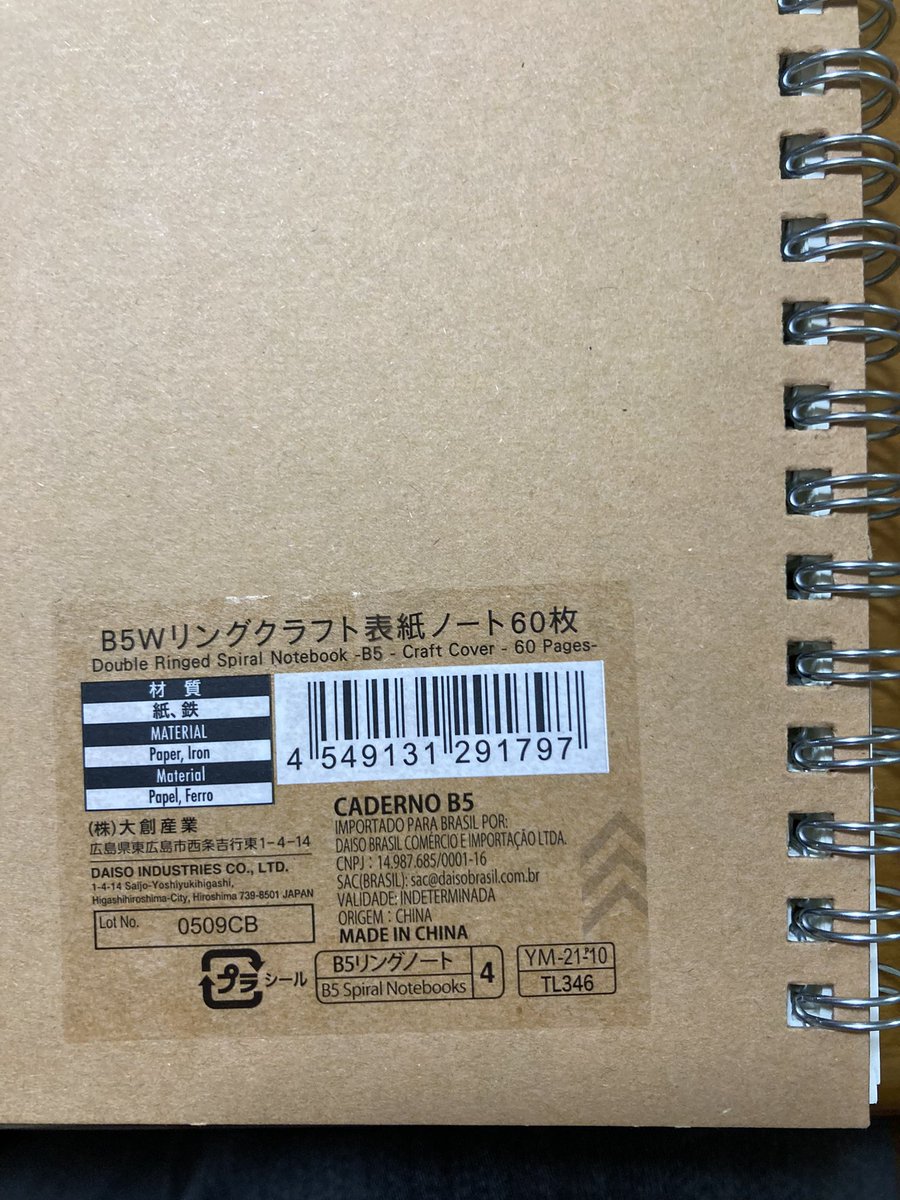 B5Wリングクラフト表紙ノート60枚
Double Ringed Spiral Notebook -B5 - Craft Cover - 60 Pages-
材 質
紙、鉄
MATERIAL
Paper, Iron
Material
Papel, Ferro
4 549131 291797
(株)大創産業
広島県東広島市西条吉行東1-4-14
DAISO INDUSTRIES CO., LTD.
1-4-14 Saijo-Yoshiyukihigashi,
Higashihiroshima-City, Hiroshima 739-8501 JAPAN
Lot No. 0509CB
CADERNO B5
IMPORTADO PARA BRASIL POR:
DAISO BRASIL COMERCIO E IMPORTAÇÃO LTDA.
CNPJ : 14.987.685/0001-16
SAC(BRASIL): sac@daisobrasil.com.br
VALIDADE: INDETERMINADA
ORIGEM : CHINA
MADE IN CHINA
プラ シール
B5リングノート
B5 Spiral Notebooks
4
YM-21-P10
TL346